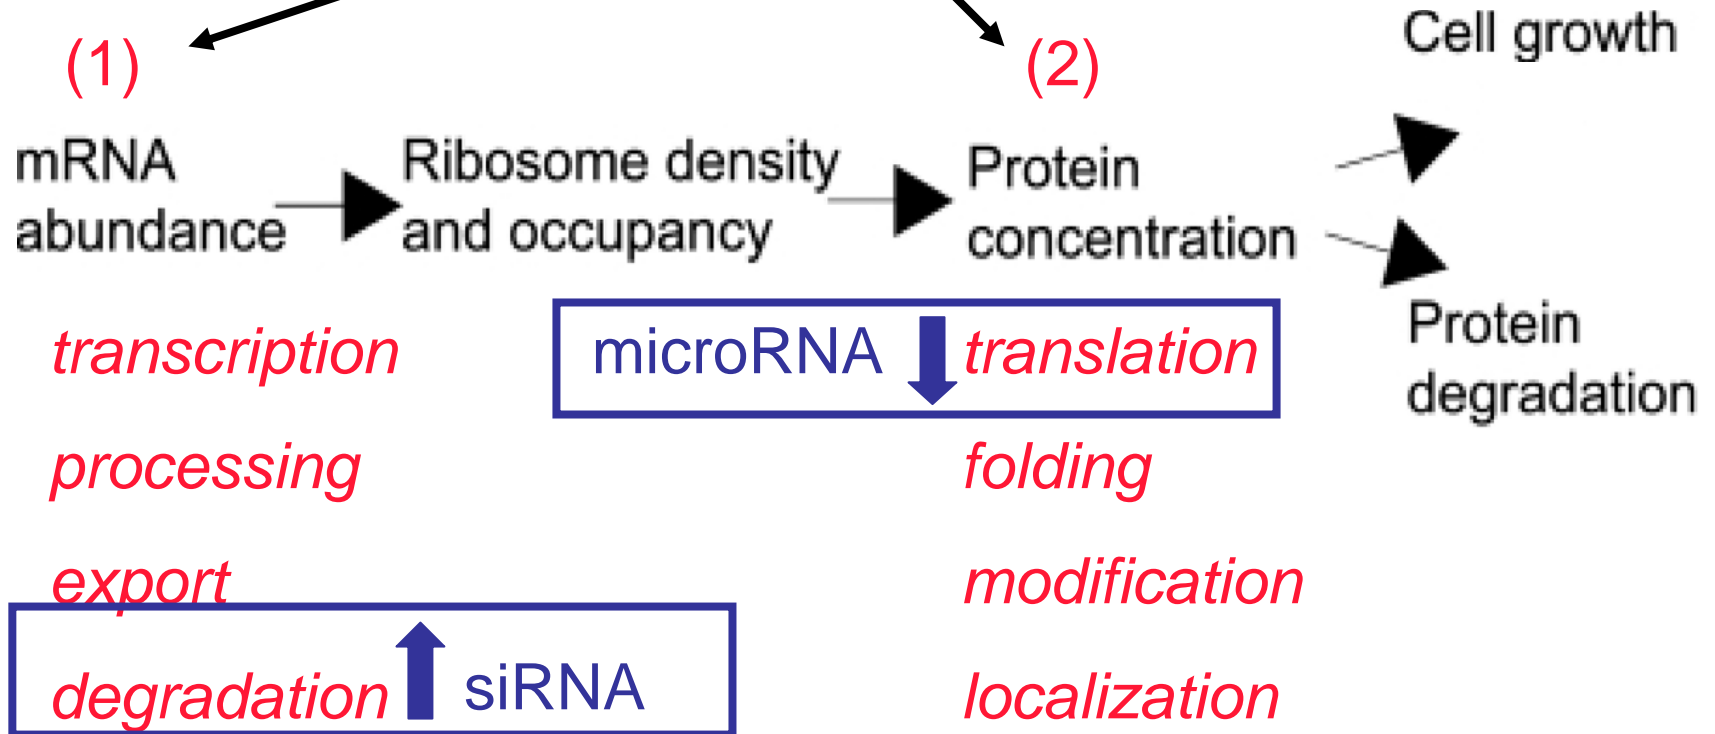 Cell growth
(1)
(2)
mRNA
abundance
Ribosome density
and occupancy
Protein
concentration
Protein
degradation
transcription
microRNA translation
processing
folding
export
modification
degradation siRNA
localization